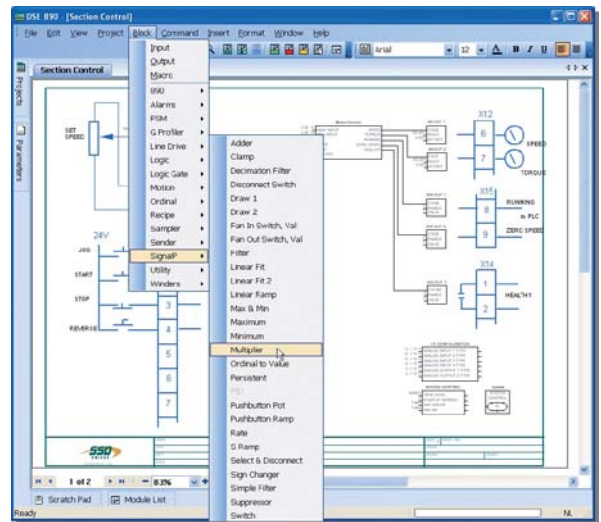 DSE 890 - [Section Control]
File Edit View Project Block Command Insert Format Window Help
Arial 12 A B I U
Section Control
Projects
Parameters
Input
Output
Macro
890
Alarms
PSM
G Profiler
Line Drive
Logic
Logic Gate
Motion
Ordinal
Recipe
Sampler
Sender
SignalP
Utility
Winders
Adder
Clamp
Decimation Filter
Disconnect Switch
Draw 1
Draw 2
Fan In Switch, Val
Fan Out Switch, Val
Filter
Linear Fit
Linear Fit 2
Linear Ramp
Max & Min
Maximum
Minimum
Multiplier
Ordinal to Value
Persistent
PID
Pushbutton Pot
Pushbutton Ramp
Rate
S Ramp
Select & Disconnect
Sign Changer
Simple Filter
Suppressor
Switch
SET
SPEED
24V
JOG
START
STOP
REVERSE
3
4
5
6
7
X12
6
SPEED
7
TORQUE
X15
RUNNING
8
to PLC
9
ZERO SPEED
X14
1
HEALTHY
2
SSD
DRIVES
1 of 2
83%
Scratch Pad
Module List
Ready